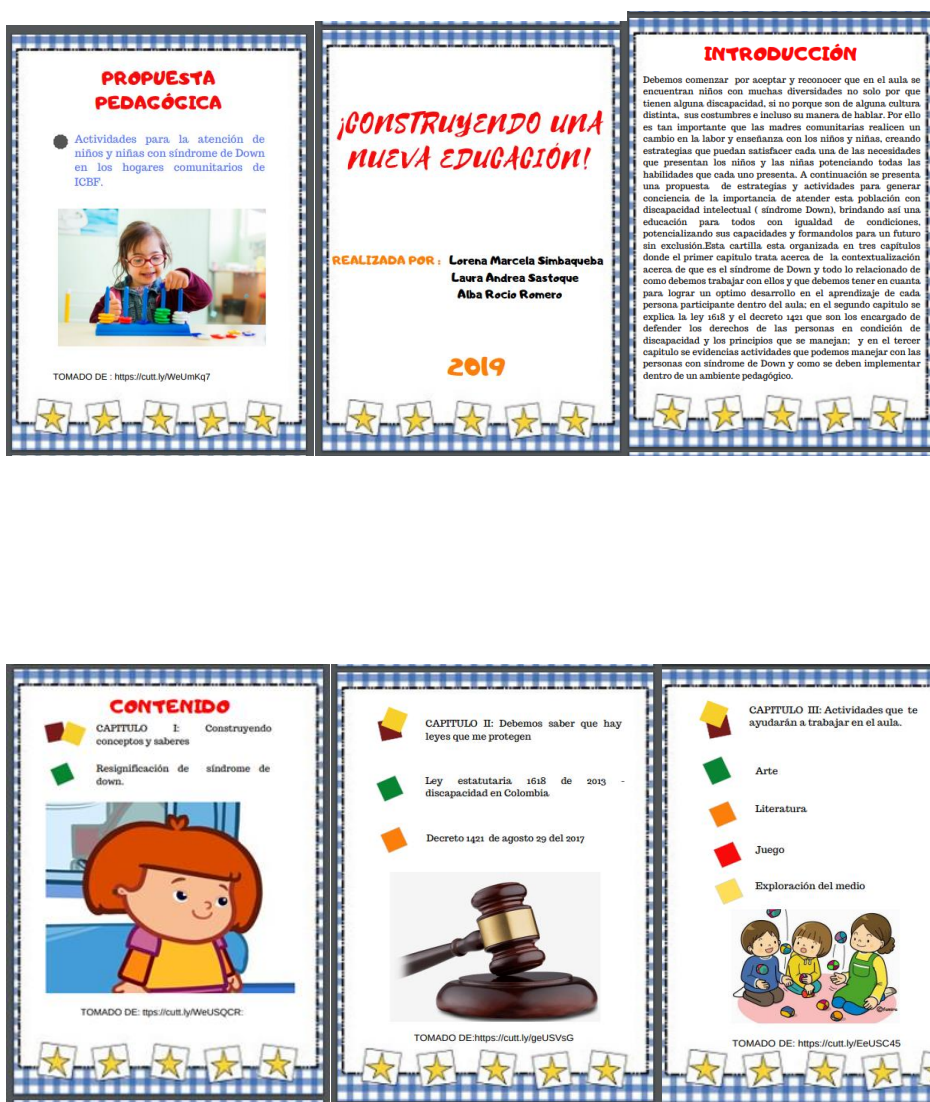 PROPUESTA
PEDAGÓGICA
Actividades para la atención de
niños y niñas con síndrome de Down
en los hogares comunitarios de
ICBF.
TOMADO DE : https://cutt.ly/WeUmKq7
¡CONSTRUYENDO UNA
NUEVA EDUCACIÓN!
REALIZADA POR : Lorena Marcela Simbaqueba
Laura Andrea Sastoque
Alba Rocío Romero
2019
INTRODUCCIÓN
Debemos comenzar por aceptar y reconocer que en el aula se
encuentran niños con muchas diversidades no solo por que
tienen alguna discapacidad, si no porque son de alguna cultura
distinta, sus costumbres e incluso su manera de hablar. Por ello
es tan importante que las madres comunitarias realicen un
cambio en la labor y enseñanza con los niños y niñas, creando
estrategias que puedan satisfacer cada una de las necesidades
que presentan los niños y las niñas potenciando todas las
habilidades que cada uno presenta. A continuación se presenta
una propuesta de estrategias y actividades para generar
conciencia de la importancia de atender esta población con
discapacidad intelectual ( síndrome Down), brindando así una
educación para todos con igualdad de condiciones,
potencializando sus capacidades y formandolos para un futuro
sin exclusión.Esta cartilla esta organizada en tres capítulos
donde el primer capitulo trata acerca de la contextualización
acerca de que es el síndrome de Down y todo lo relacionado de
como debemos trabajar con ellos y que debemos tener en cuanta
para lograr un optimo desarrollo en el aprendizaje de cada
persona participante dentro del aula; en el segundo capitulo se
explica la ley 1618 y el decreto 1421 que son los encargado de
defender los derechos de las personas en condición de
discapacidad y los principios que se manejan; y en el tercer
capitulo se evidencias actividades que podemos manejar con las
personas con síndrome de Down y como se deben implementar
dentro de un ambiente pedagógico.
CONTENIDO
CAPITULO I: Construyendo
conceptos y saberes
Resignificación de síndrome de
down.
TOMADO DE: ttps://cutt.ly/WeUSQCR:
CAPITULO II: Debemos saber que hay
leyes que me protegen
Ley estatutaria 1618 de 2013 -
discapacidad en Colombia
Decreto 1421 de agosto 29 del 2017
TOMADO DE:https://cutt.ly/geUSVsG
CAPITULO III: Actividades que te
ayudarán a trabajar en el aula.
Arte
Literatura
Juego
Exploración del medio
TOMADO DE: https://cutt.ly/EeUSC45